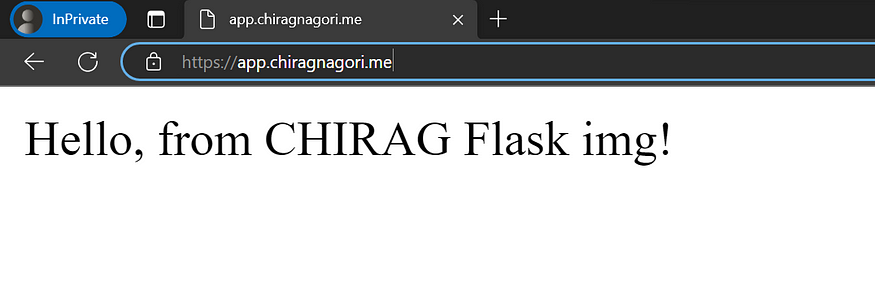 InPrivate
app.chiragnagori.me
https://app.chiragnagori.me
Hello, from CHIRAG Flask img!